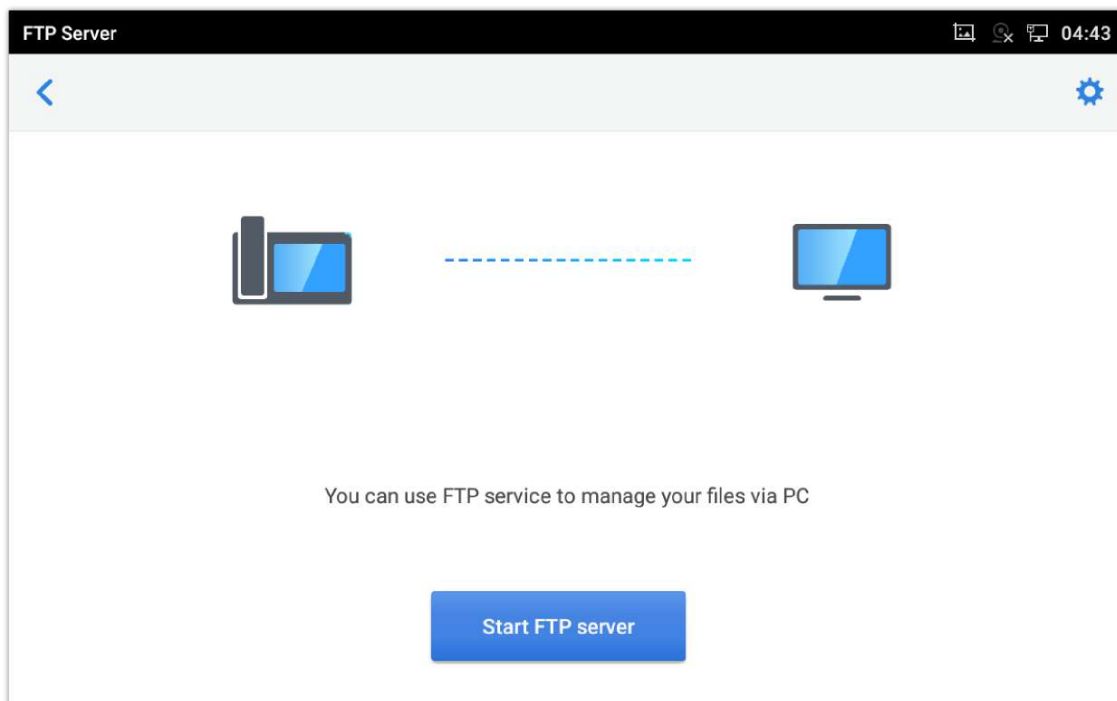 FTP Server
04:43
You can use FTP service to manage your files via PC
Start FTP server